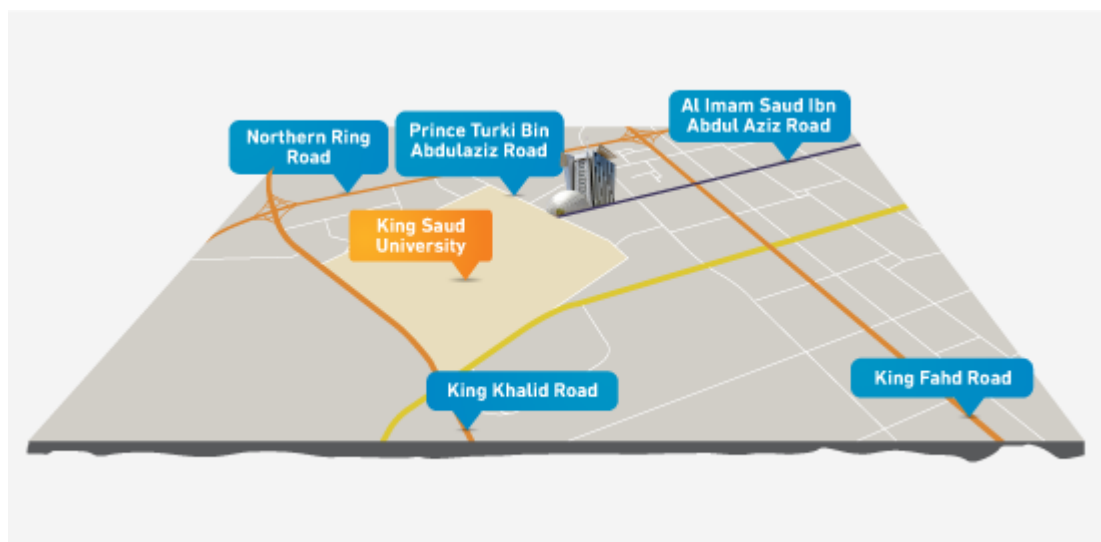 Northern Ring
Road
Prince Turki Bin
Abdulaziz Road
Al Imam Saud Ibn
Abdul Aziz Road
King Saud
University
King Khalid Road
King Fahd Road